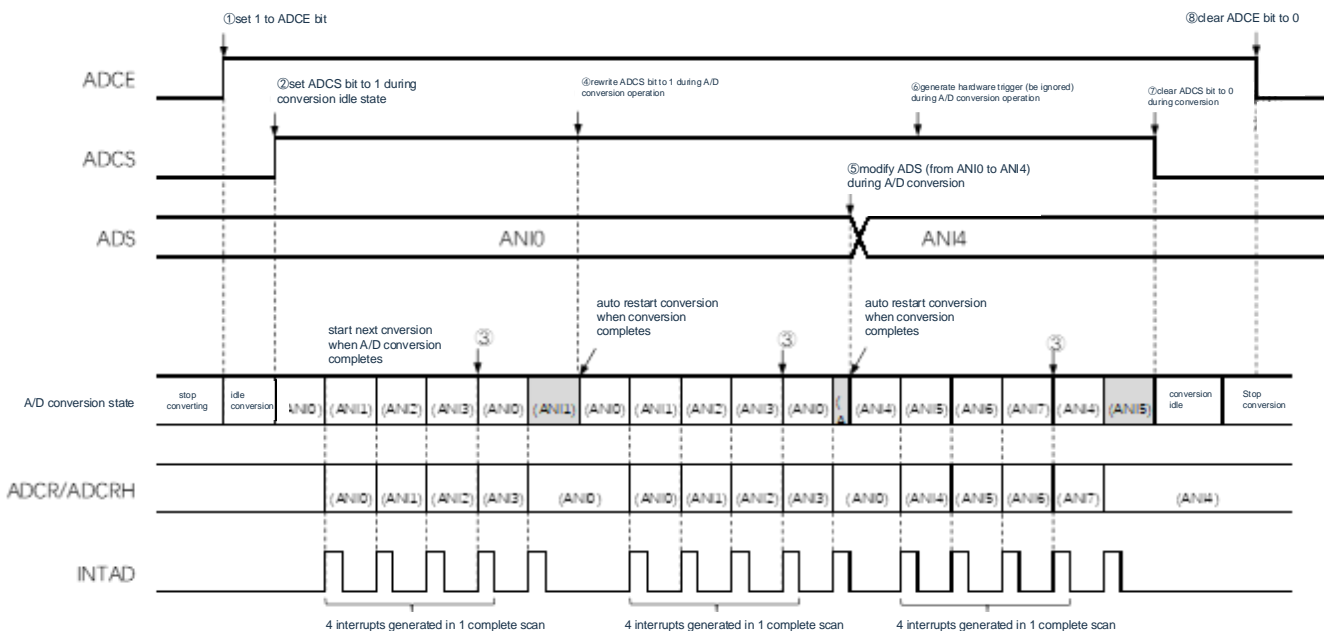 ①set 1 to ADCE bit
⑧clear ADCE bit to 0
ADCE
②set ADCS bit to 1 during
conversion idle state
④rewrite ADCS bit to 1 during A/D
conversion operation
⑥generate hardware trigger (be ignored)
during A/D conversion operation
⑦clear ADCS bit to 0
during conversion
ADCS
⑤modify ADS (from ANI0 to ANI4)
during A/D conversion
ADS
ANI0
ANI4
start next cnversion
when A/D conversion
completes
③
auto restart conversion
when conversion
completes
③
auto restart conversion
when conversion
completes
③
A/D conversion state
stop
converting
idle
conversion
ANI0) (ANI1) (ANI2) (ANI3) (ANI0) (ANI1) (ANI0) (ANI1) (ANI2) (ANI3) (ANI0) (A (ANI4) (ANI5) (ANI6) (ANI7) (ANI4) (ANI5)
conversion
idle
Stop
conversion
ADCR/ADCRH
(ANI0) (ANI1) (ANI2) (ANI3) (ANI0) (ANI0) (ANI1) (ANI2) (ANI3) (ANI0) (ANI4) (ANI5) (ANI6) (ANI7) (ANI4)
INTAD
4 interrupts generated in 1 complete scan
4 interrupts generated in 1 complete scan
4 interrupts generated in 1 complete scan